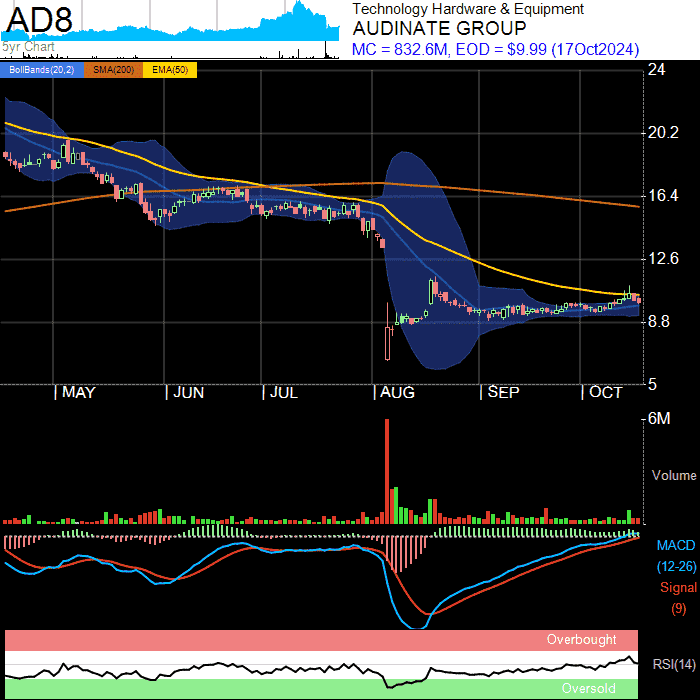 AD8
5yr Chart
Technology Hardware & Equipment
AUDINATE GROUP
MC = 832.6M, EOD = $9.99 (17Oct2024)
BollBands(20,2) SMA(200) EMA(50)
24
20.2
16.4
12.6
8.8
5
MAY JUN JUL AUG SEP OCT
6M
Volume
MACD
(12-26)
Signal
(9)
Overbought
RSI(14)
Oversold